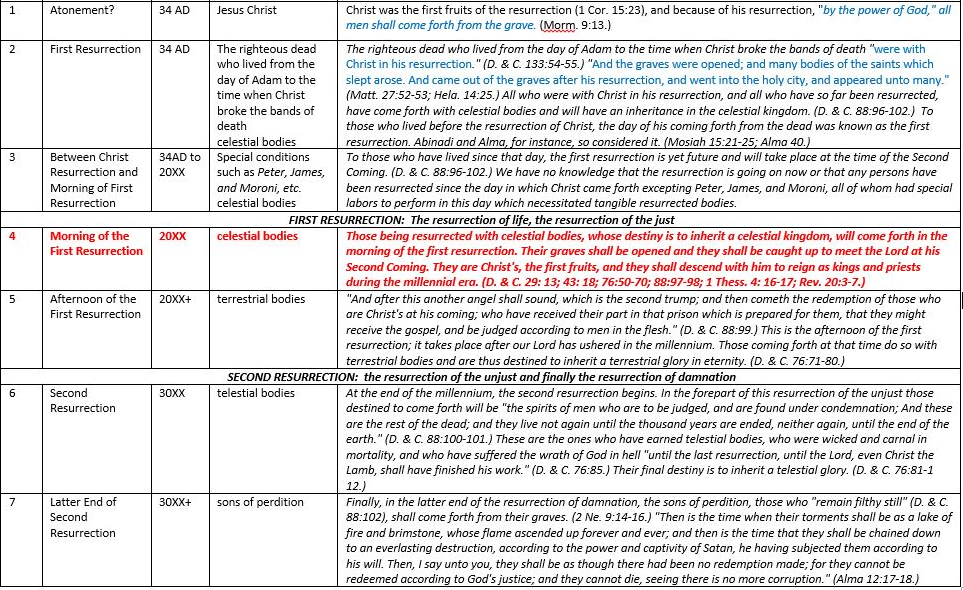 1 Atonement? 34 AD Jesus Christ Christ was the first fruits of the resurrection (1 Cor. 15:23), and because of his resurrection, "by the power of God," all
men shall come forth from the grave. (Morm. 9:13.)
2 First Resurrection 34 AD The righteous dead The righteous dead who lived from the day of Adam to the time when Christ broke the bands of death "were with
who lived from the Christ in his resurrection." (D. & C. 133:54-55.) "And the graves were opened; and many bodies of the saints which
day of Adam to the slept arose. And came out of the graves after his resurrection, and went into the holy city, and appeared unto many."
time when Christ (Matt. 27:52-53; Hela. 14:25.) All who were with Christ in his resurrection, and all who have so far been resurrected,
broke the bands of have come forth with celestial bodies and will have an inheritance in the celestial kingdom. (D. & C. 88:96-102.) To
death those who lived before the resurrection of Christ, the day of his coming forth from the dead was known as the first
celestial bodies resurrection. Abinadi and Alma, for instance, so considered it. (Mosiah 15:21-25; Alma 40.)
3 Between Christ 34AD to Special conditions To those who have lived since that day, the first resurrection is yet future and will take place at the time of the Second
Resurrection and 20XX such as Peter, James, Coming. (D. & C. 88:96-102.) We have no knowledge that the resurrection is going on now or that any persons have
Morning of First and Moroni, etc. been resurrected since the day in which Christ came forth excepting Peter, James, and Moroni, all of whom had special
Resurrection celestial bodies labors to perform in this day which necessitated tangible resurrected bodies.
FIRST RESURRECTION: The resurrection of life, the resurrection of the just
4 Morning of the 20XX celestial bodies Those being resurrected with celestial bodies, whose destiny is to inherit a celestial kingdom, will come forth in the
First Resurrection morning of the first resurrection. Their graves shall be opened and they shall be caught up to meet the Lord at his
Second Coming. They are Christ's, the first fruits, and they shall descend with him to reign as kings and priests
during the millennial era. (D. & C. 29: 13; 43: 18; 76:50-70; 88:97-98; 1 Thess. 4: 16-17; Rev. 20:3-7.)
5 Afternoon of the 20XX+ terrestrial bodies "And after this another angel shall sound, which is the second trump; and then cometh the redemption of those who
First Resurrection are Christ's at his coming; who have received their part in that prison which is prepared for them, that they might
receive the gospel, and be judged according to men in the flesh." (D. & C. 88:99.) This is the afternoon of the first
resurrection; it takes place after our Lord has ushered in the millennium. Those coming forth at that time do so with
terrestrial bodies and are thus destined to inherit a terrestrial glory in eternity. (D. & C. 76:71-80.)
SECOND RESURRECTION: the resurrection of the unjust and finally the resurrection of damnation
6 Second 30XX telestial bodies At the end of the millennium, the second resurrection begins. In the forepart of this resurrection of the unjust those
Resurrection destined to come forth will be "the spirits of men who are to be judged, and are found under condemnation; And these
are the rest of the dead; and they live not again until the thousand years are ended, neither again, until the end of the
earth." (D. & C. 88:100-101.) These are the ones who have earned telestial bodies, who were wicked and carnal in
mortality, and who have suffered the wrath of God in hell "until the last resurrection, until the Lord, even Christ the
Lamb, shall have finished his work." (D. & C. 76:85.) Their final destiny is to inherit a telestial glory. (D. & C. 76:81-1
12.)
7 Latter End of 30XX+ sons of perdition Finally, in the latter end of the resurrection of damnation, the sons of perdition, those who "remain filthy still" (D. & C.
Second 88:102), shall come forth from their graves. (2 Ne. 9:14-16.) "Then is the time when their torments shall be as a lake of
Resurrection fire and brimstone, whose flame ascended up forever and ever; and then is the time that they shall be chained down
to an everlasting destruction, according to the power and captivity of Satan, he having subjected them according to
his will. Then, I say unto you, they shall be as though there had been no redemption made; for they cannot be
redeemed according to God's justice; and they cannot die, seeing there is no more corruption." (Alma 12:17-18.)